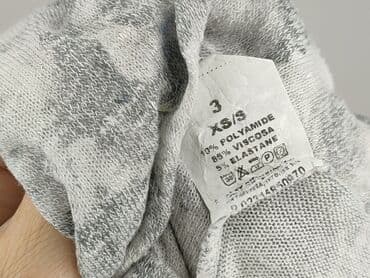 3
XS/S
10% POLYAMIDE
85% VISCOSA
5% ELASTANE